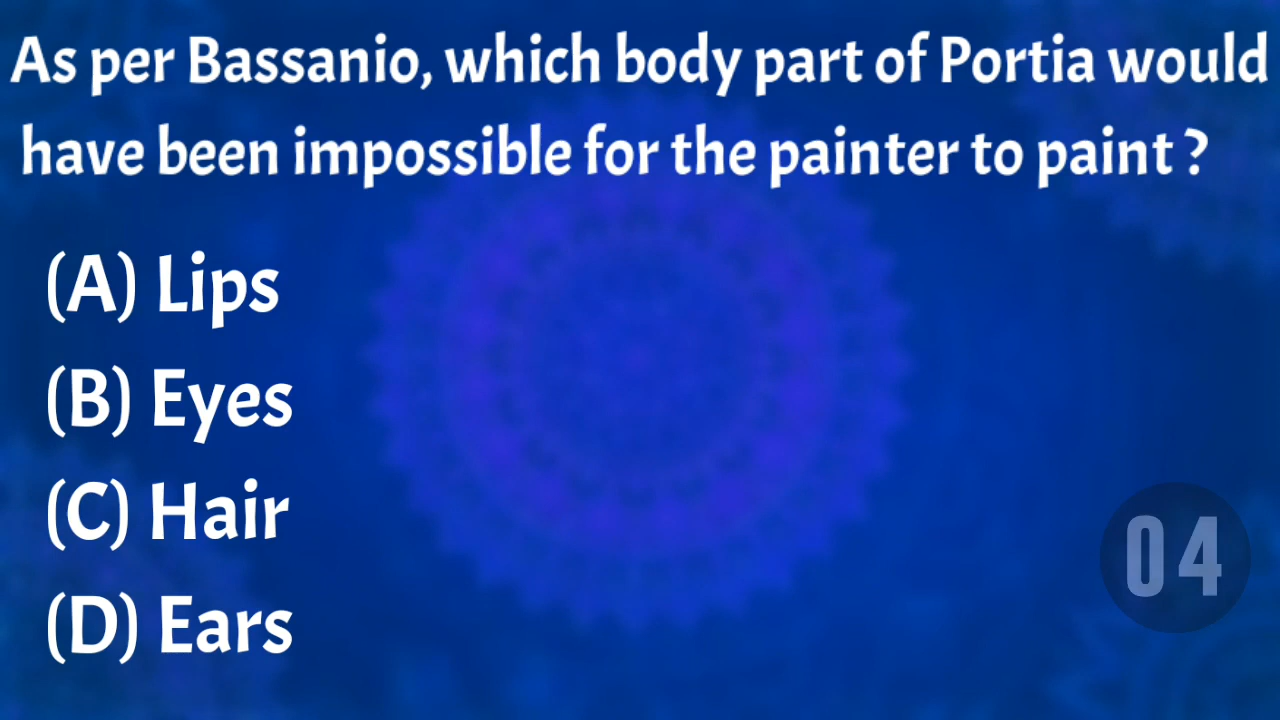 As per Bassanio, which body part of Portia would
have been impossible for the painter to paint ?
(A) Lips
(B) Eyes
(C) Hair
(D) Ears
04